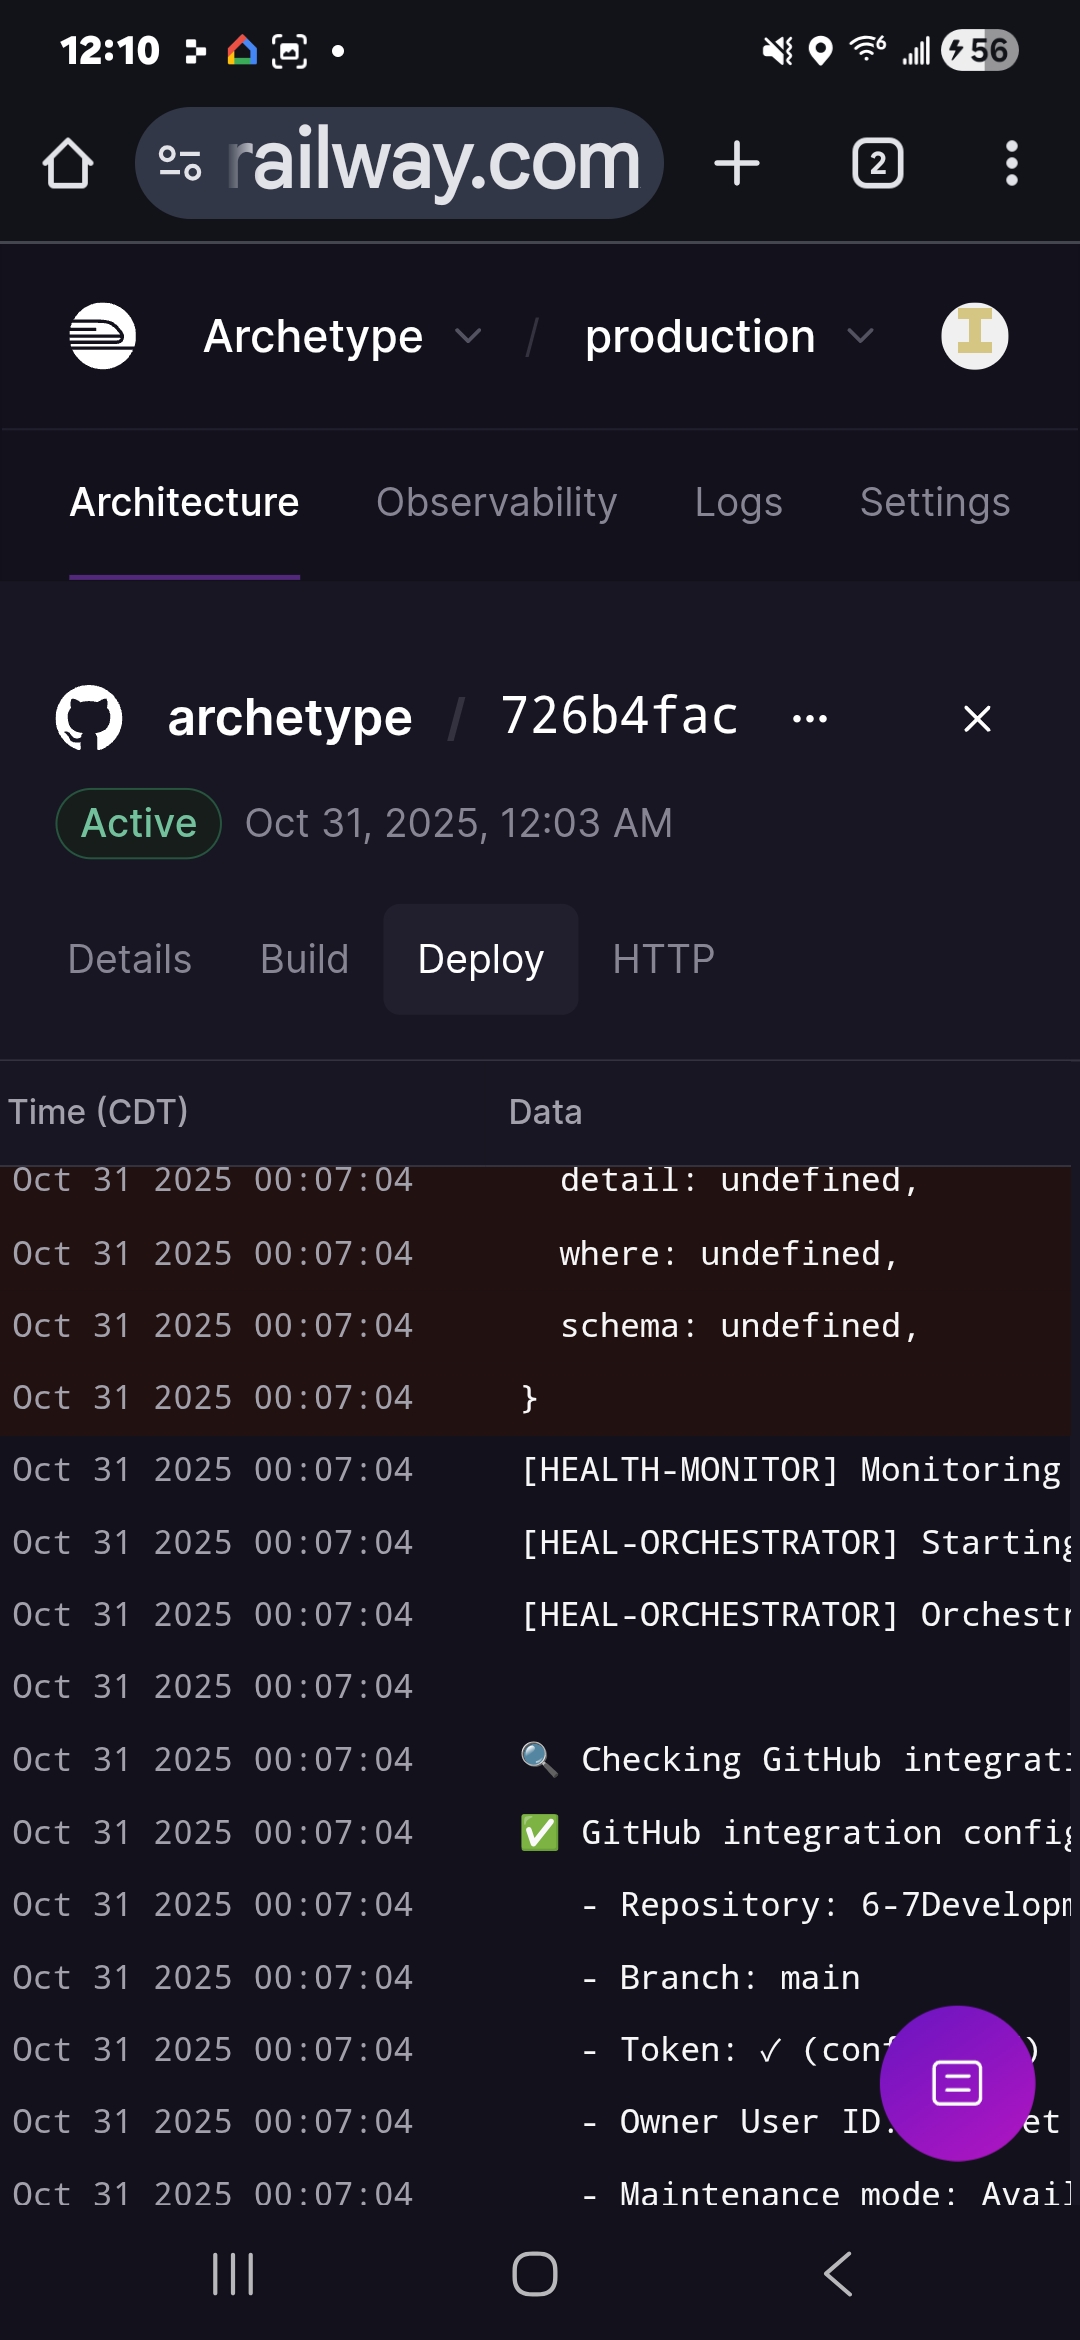 12:10
6
56
railway.com
2
Archetype / production
Architecture Observability Logs Settings
archetype / 726b4fac ...
Active Oct 31, 2025, 12:03 AM
Details Build Deploy HTTP
Time (CDT) Data
Oct 31 2025 00:07:04 detail: undefined,
Oct 31 2025 00:07:04 where: undefined,
Oct 31 2025 00:07:04 schema: undefined,
Oct 31 2025 00:07:04 }
Oct 31 2025 00:07:04 [HEALTH-MONITOR] Monitoring
Oct 31 2025 00:07:04 [HEAL-ORCHESTRATOR] Starting
Oct 31 2025 00:07:04 [HEAL-ORCHESTRATOR] Orchestr
Oct 31 2025 00:07:04
Oct 31 2025 00:07:04 🔍 Checking GitHub integrati
Oct 31 2025 00:07:04 ✅ GitHub integration config
Oct 31 2025 00:07:04 - Repository: 6-7Developm
Oct 31 2025 00:07:04 - Branch: main
Oct 31 2025 00:07:04 - Token: ✓ (conf )
Oct 31 2025 00:07:04 - Owner User ID: et
Oct 31 2025 00:07:04 - Maintenance mode: Avail